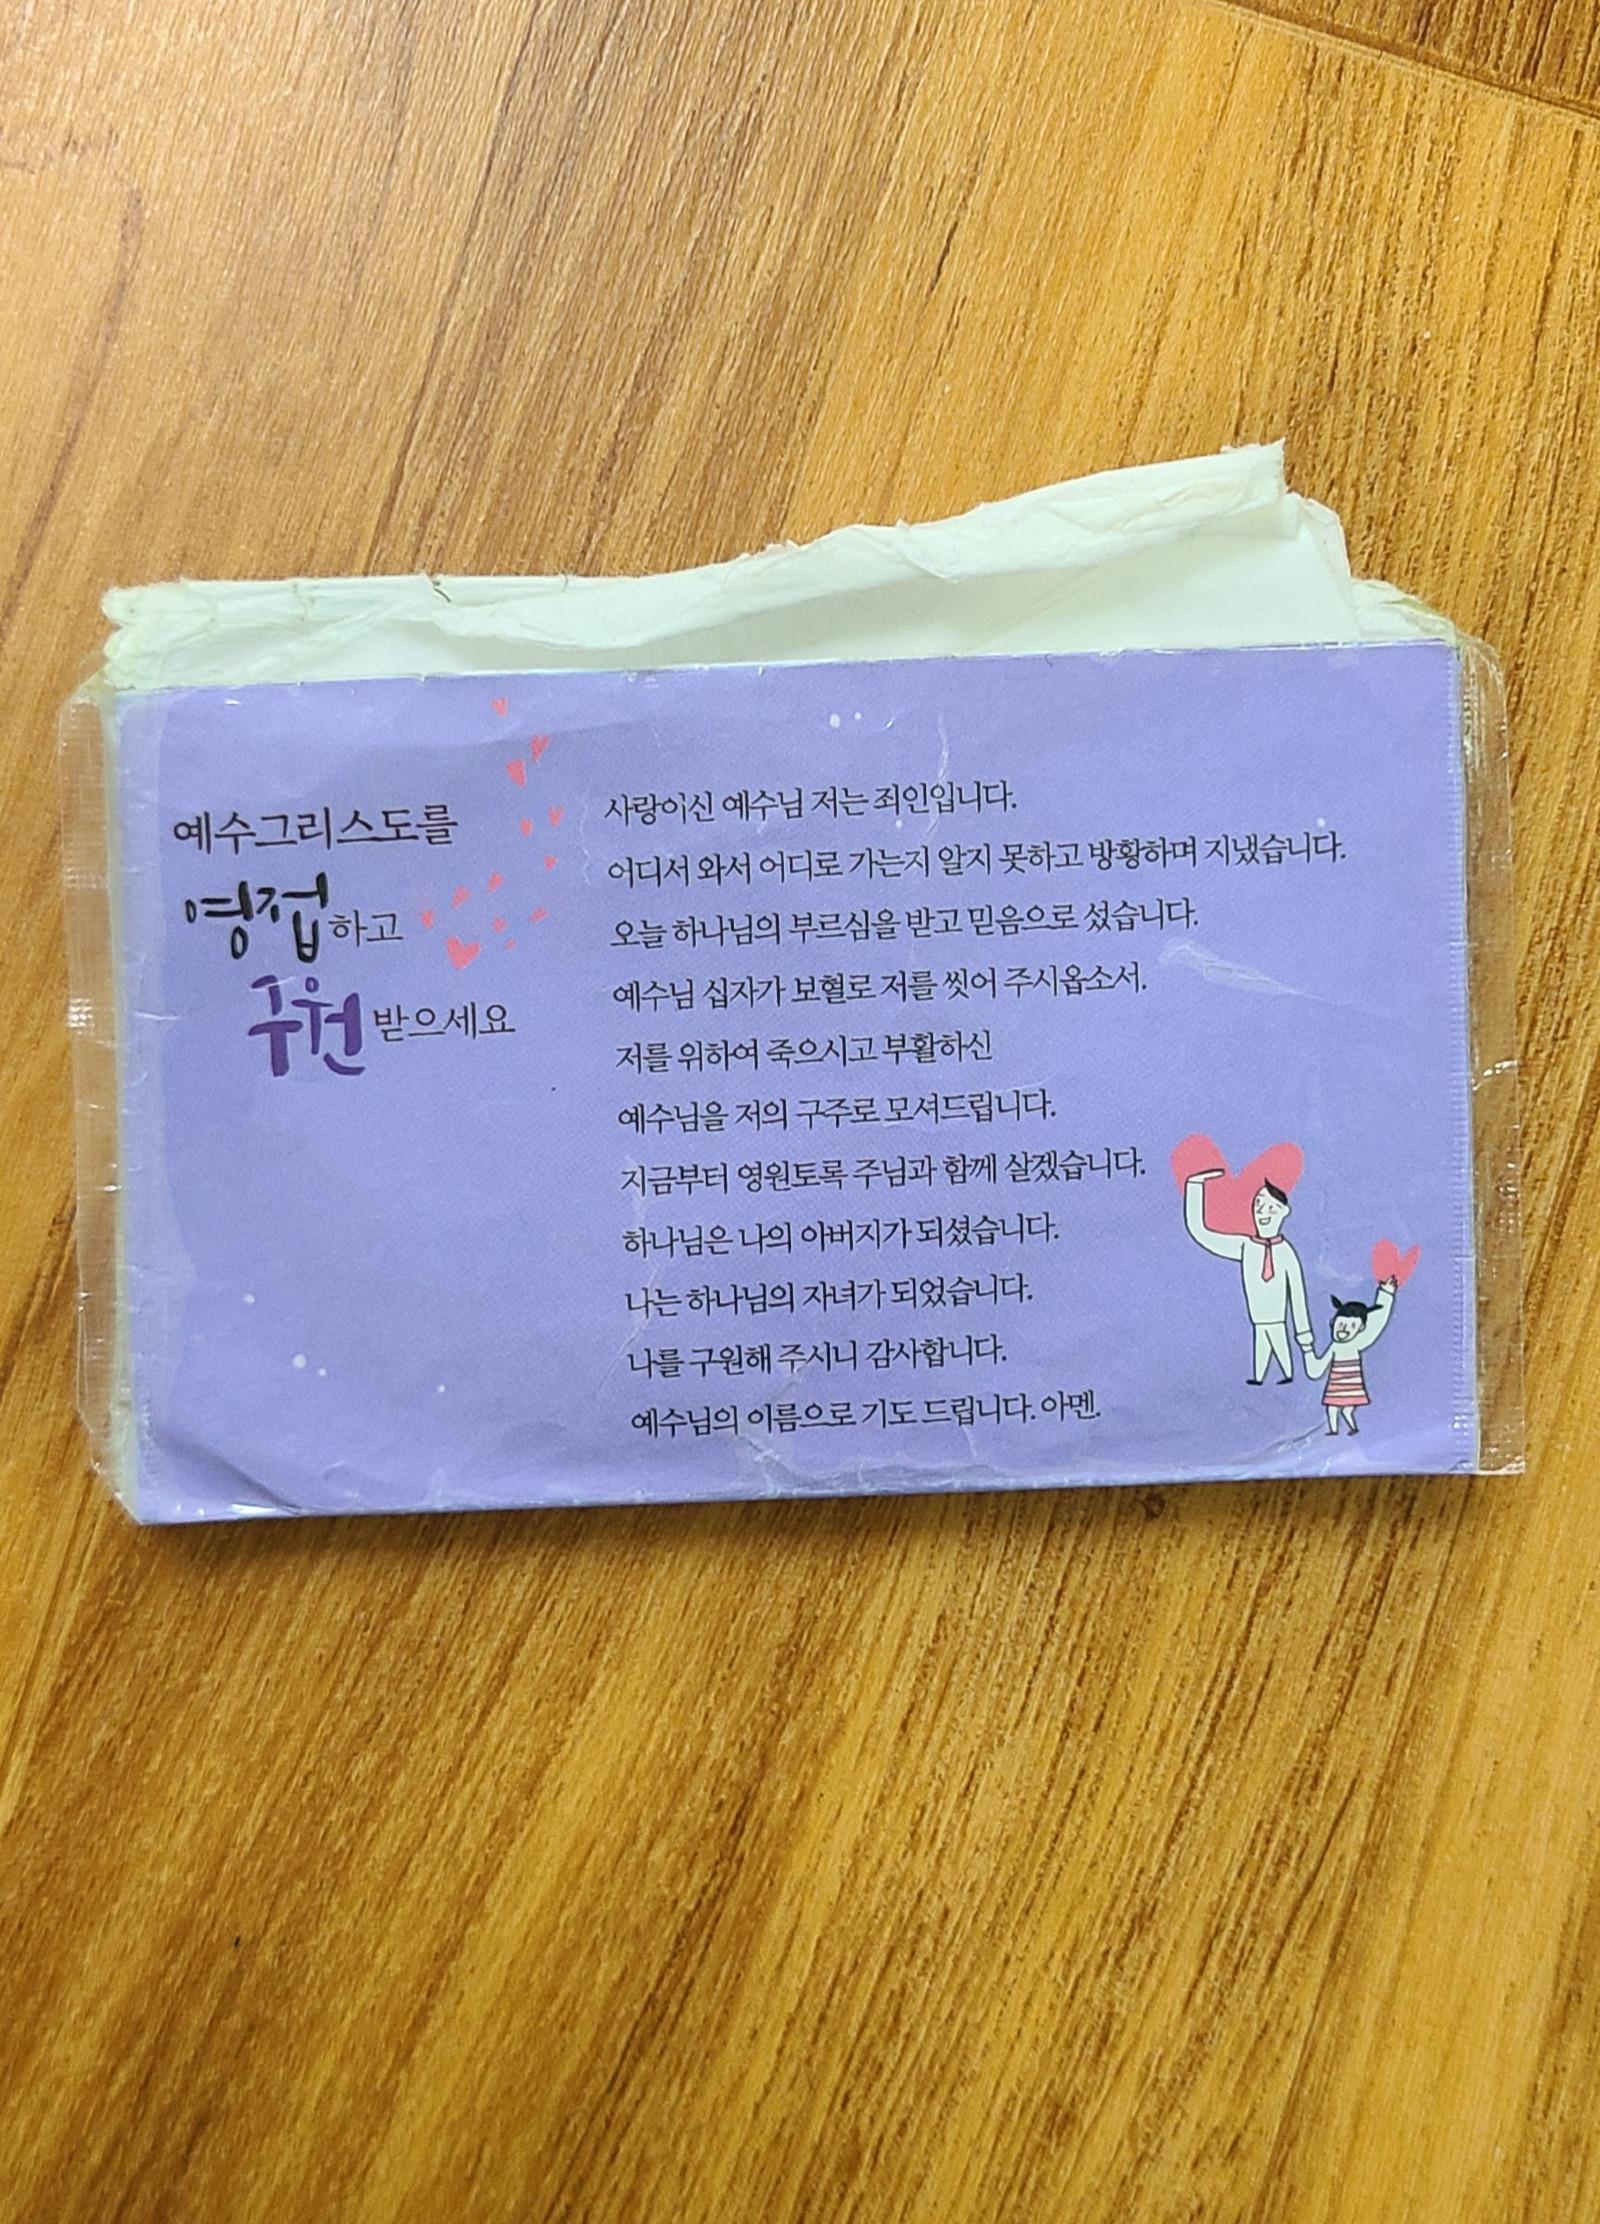 예수그리스도를
영접하고
구원받으세요
사랑이신 예수님 저는 죄인입니다.
어디서 와서 어디로 가는지 알지 못하고 방황하며 지냈습니다.
오늘 하나님의 부르심을 받고 믿음으로 섰습니다.
예수님 십자가 보혈로 저를 씻어 주시옵소서.
저를 위하여 죽으시고 부활하신
예수님을 저의 구주로 모셔드립니다.
지금부터 영원토록 주님과 함께 살겠습니다.
하나님은 나의 아버지가 되셨습니다.
나는 하나님의 자녀가 되었습니다.
나를 구원해 주시니 감사합니다.
예수님의 이름으로 기도 드립니다. 아멘.